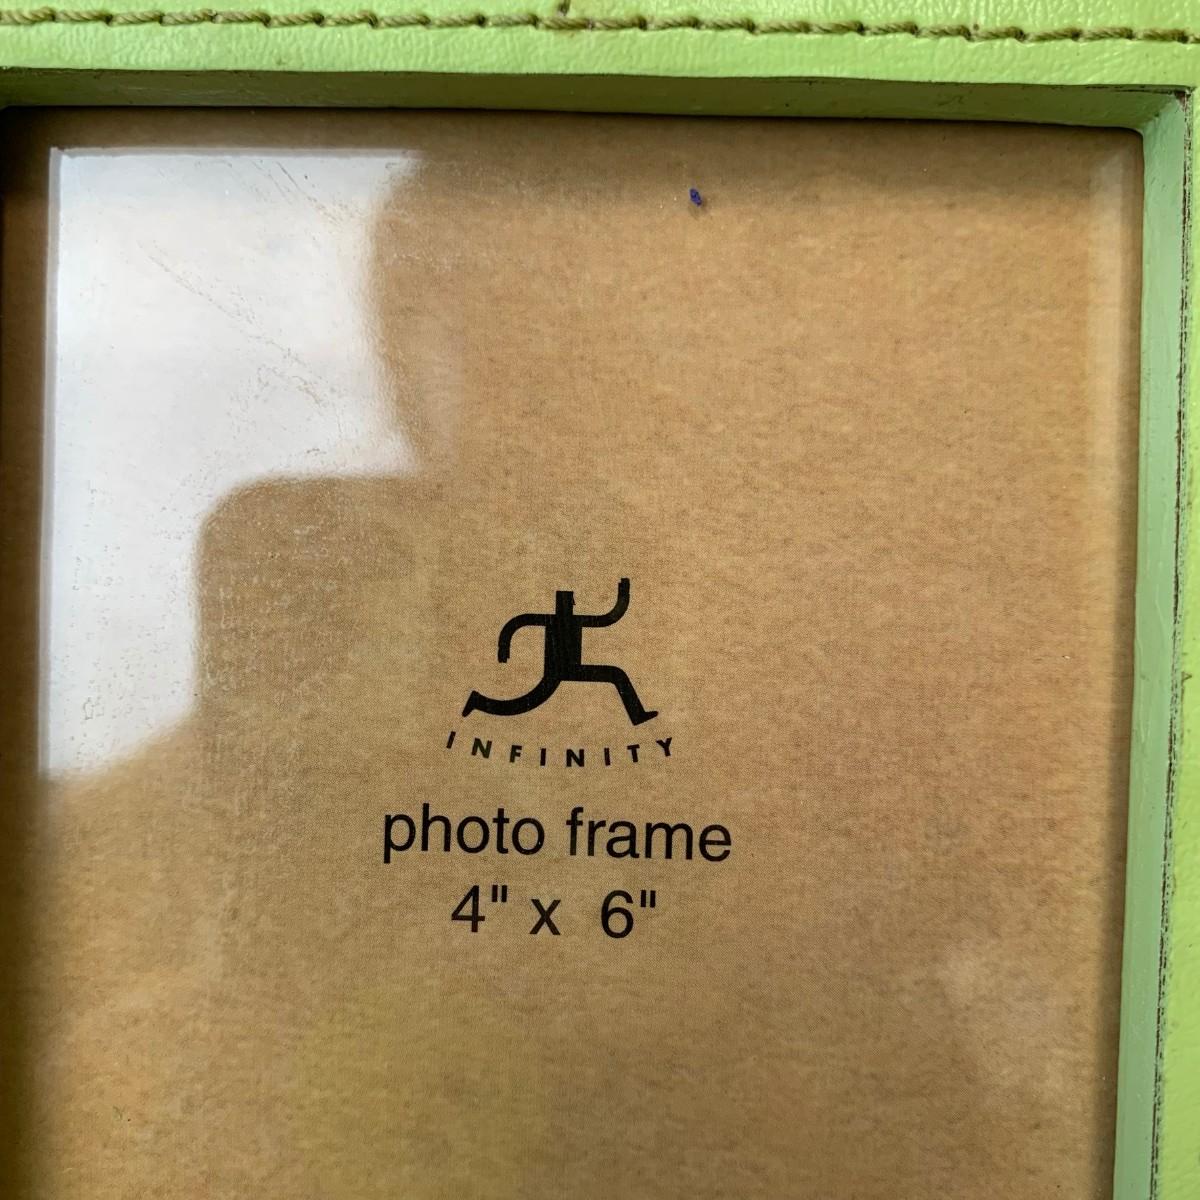 INFINITY
photo frame
4" x 6"